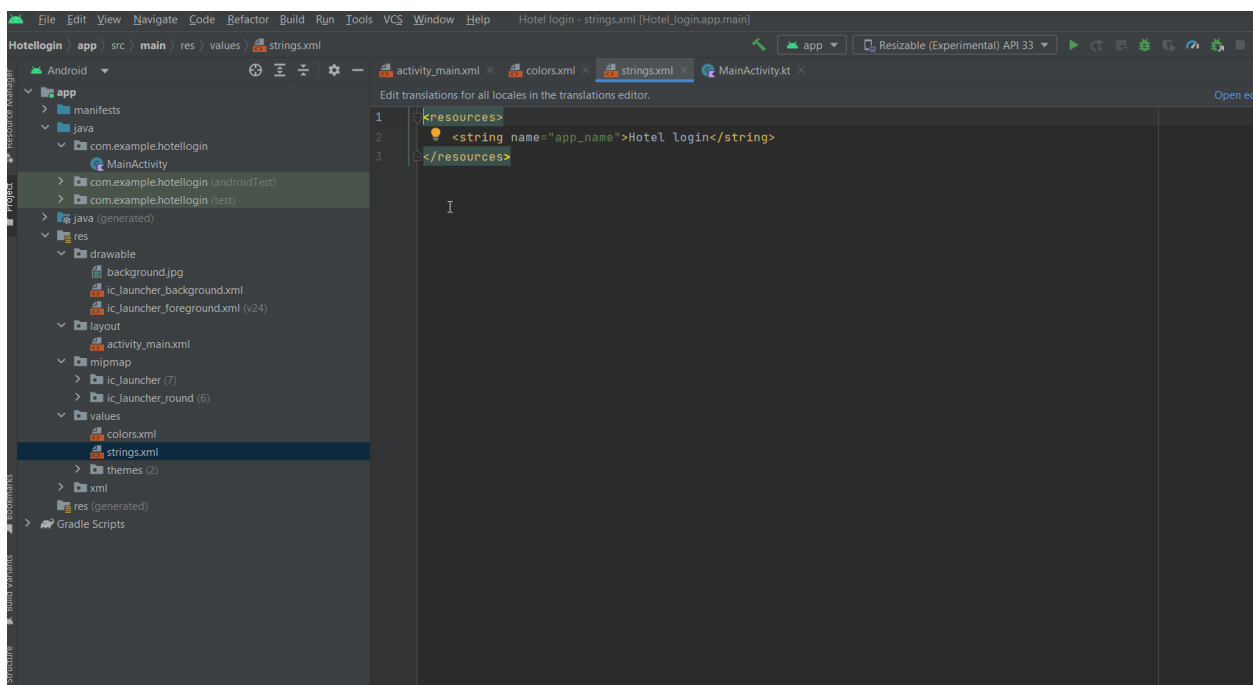 File Edit View Navigate Code Refactor Build Run Tools VCS Window Help Hotel login - strings.xml [Hotel_login.app.main]
Hotellogin app src main res values strings.xml app Resizable (Experimental) API 33
Android activity_main.xml colors.xml strings.xml MainActivity.kt
Edit translations for all locales in the translations editor. Open
1 <resources>
2 <string name="app_name">Hotel login</string>
3 </resources>
app
manifests
java
com.example.hotellogin
MainActivity
com.example.hotellogin (androidTest)
com.example.hotellogin (test)
java (generated)
res
drawable
background.jpg
ic_launcher_background.xml
ic_launcher_foreground.xml (v24)
layout
activity_main.xml
mipmap
ic_launcher (7)
ic_launcher_round (6)
values
colors.xml
strings.xml
themes (2)
xml
res (generated)
Gradle Scripts
Resource Manager
Project
Bookmarks
Build Variants
Structure